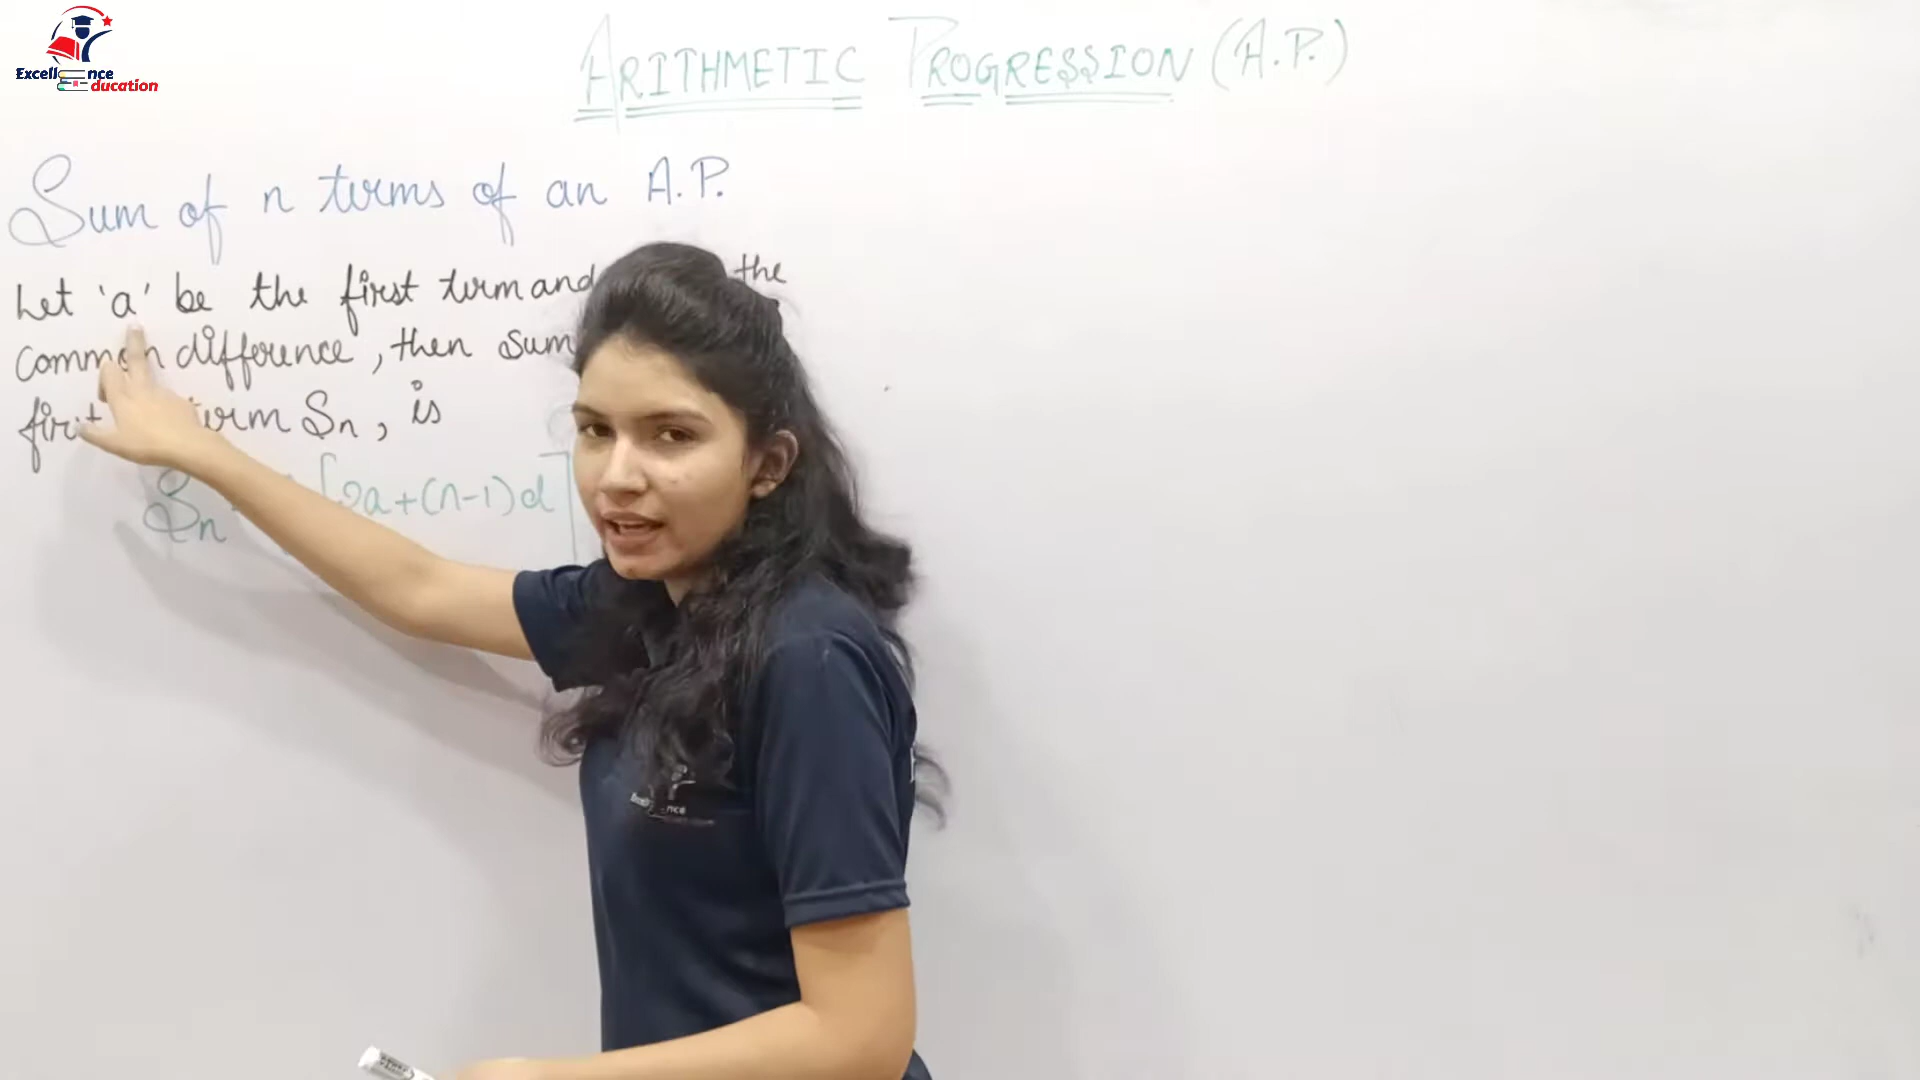 Excellence
Education
ARITHMETIC PROGRESSION (A.P.)
Sum of n terms of an A.P.
Let 'a' be the first term and the
common difference, then sum
first term Sn, is
Sn [2a+(n-1)d]